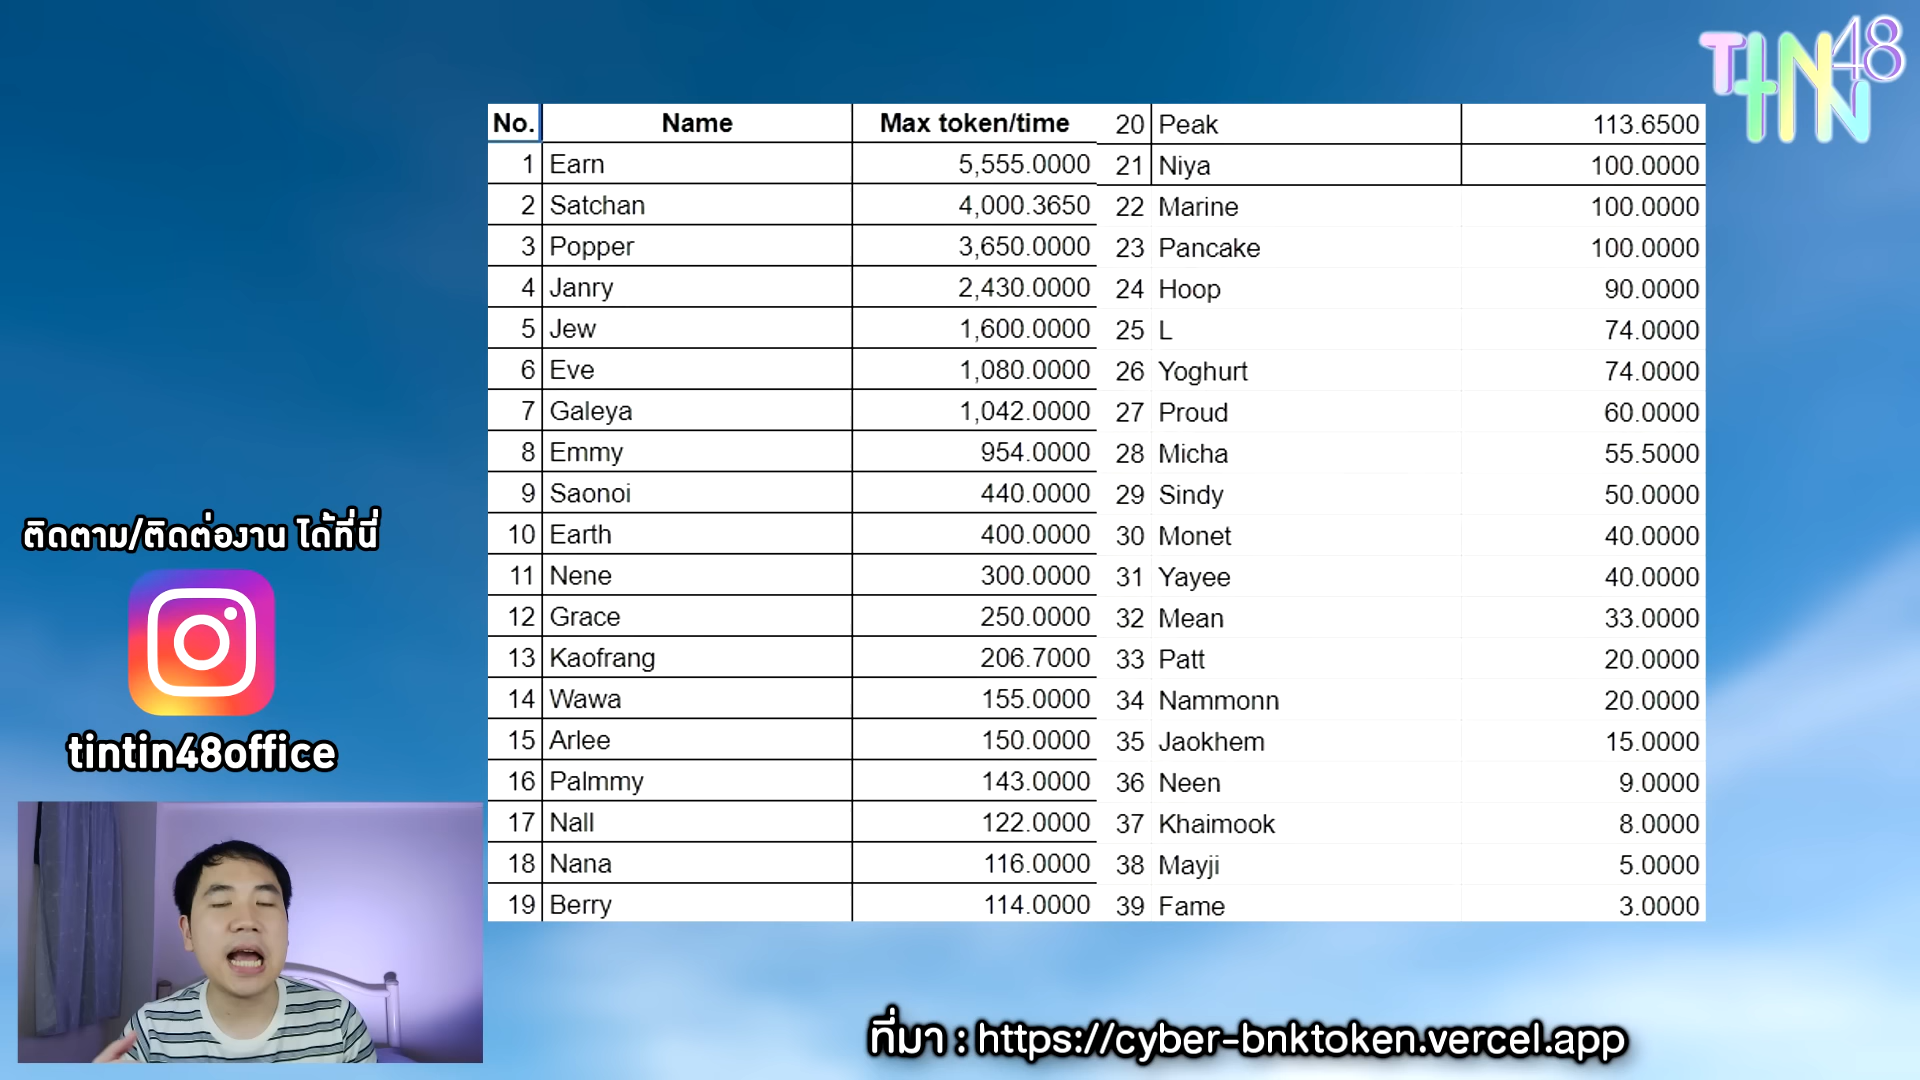 TINTIN48
No. Name Max token/time
1 Earn 5,555.0000
2 Satchan 4,000.3650
3 Popper 3,650.0000
4 Janry 2,430.0000
5 Jew 1,600.0000
6 Eve 1,080.0000
7 Galeya 1,042.0000
8 Emmy 954.0000
9 Saonoi 440.0000
10 Earth 400.0000
11 Nene 300.0000
12 Grace 250.0000
13 Kaofrang 206.7000
14 Wawa 155.0000
15 Arlee 150.0000
16 Palmmy 143.0000
17 Nall 122.0000
18 Nana 116.0000
19 Berry 114.0000
20 Peak 113.6500
21 Niya 100.0000
22 Marine 100.0000
23 Pancake 100.0000
24 Hoop 90.0000
25 L 74.0000
26 Yoghurt 74.0000
27 Proud 60.0000
28 Micha 55.5000
29 Sindy 50.0000
30 Monet 40.0000
31 Yayee 40.0000
32 Mean 33.0000
33 Patt 20.0000
34 Nammonn 20.0000
35 Jaokhem 15.0000
36 Neen 9.0000
37 Khaimook 8.0000
38 Mayji 5.0000
39 Fame 3.0000
ติดตาม/ติดต่องาน ได้ที่นี่
tintin48office
ที่มา : https://cyber-bnktoken.vercel.app